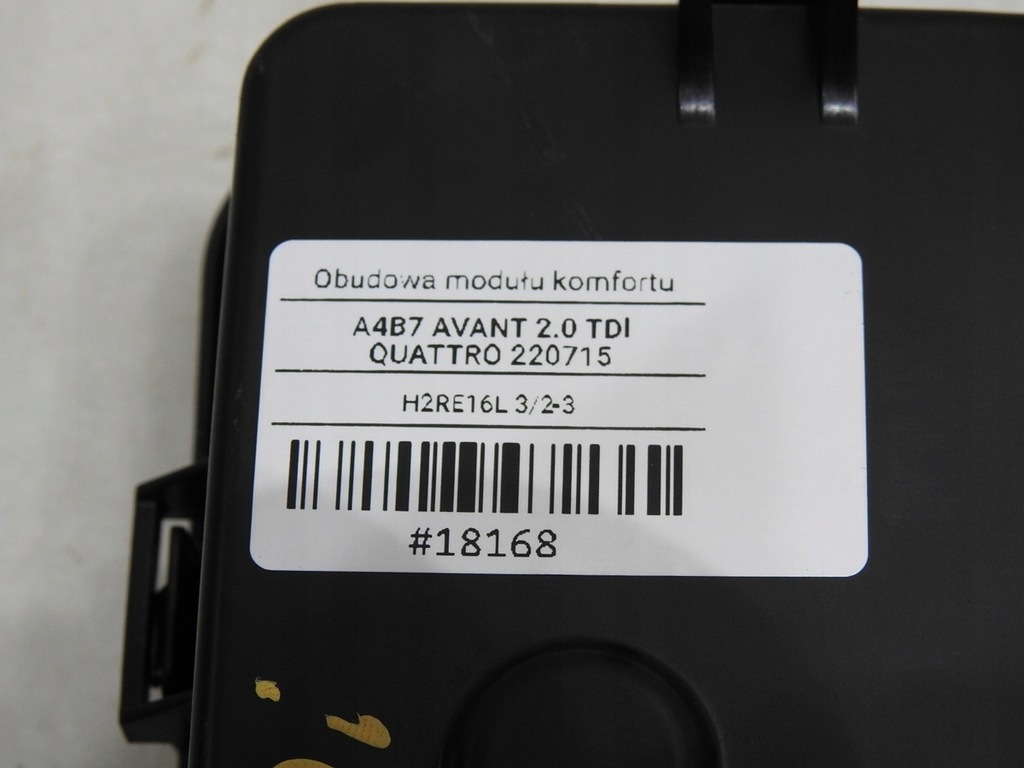 Obudowa modułu komfortu
A4B7 AVANT 2.0 TDI
QUATTRO 220715
H2RE16L 3/2-3
#18168